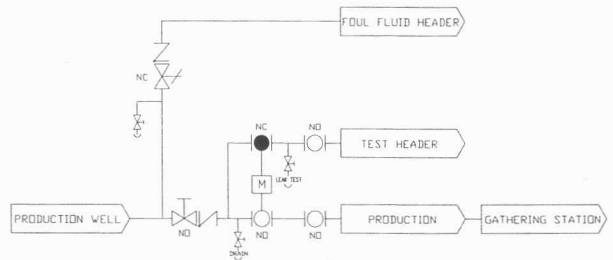 FOUL FLUID HEADER
NC
NC
NO
TEST HEADER
LEAK TEST
M
PRODUCTION WELL
PRODUCTION
GATHERING STATION
NO
NO
NO
DRAIN